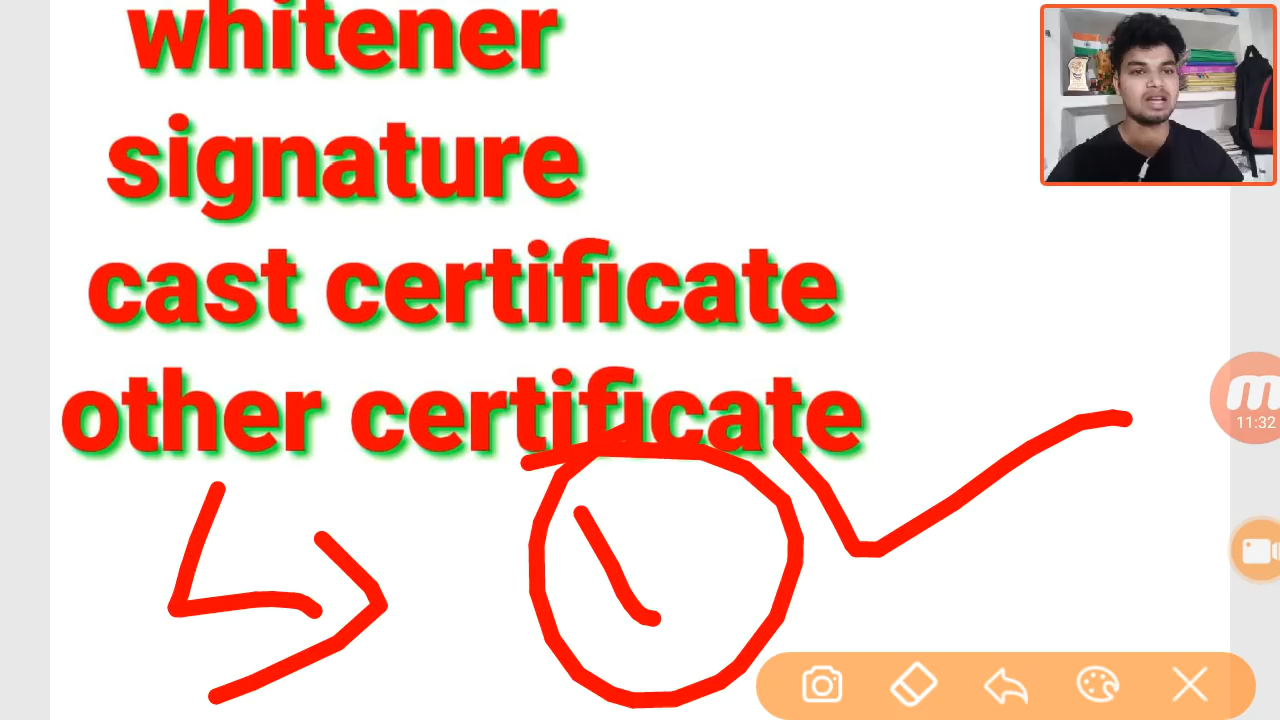 whitener
signature
cast certificate
other certificate
m
11:32